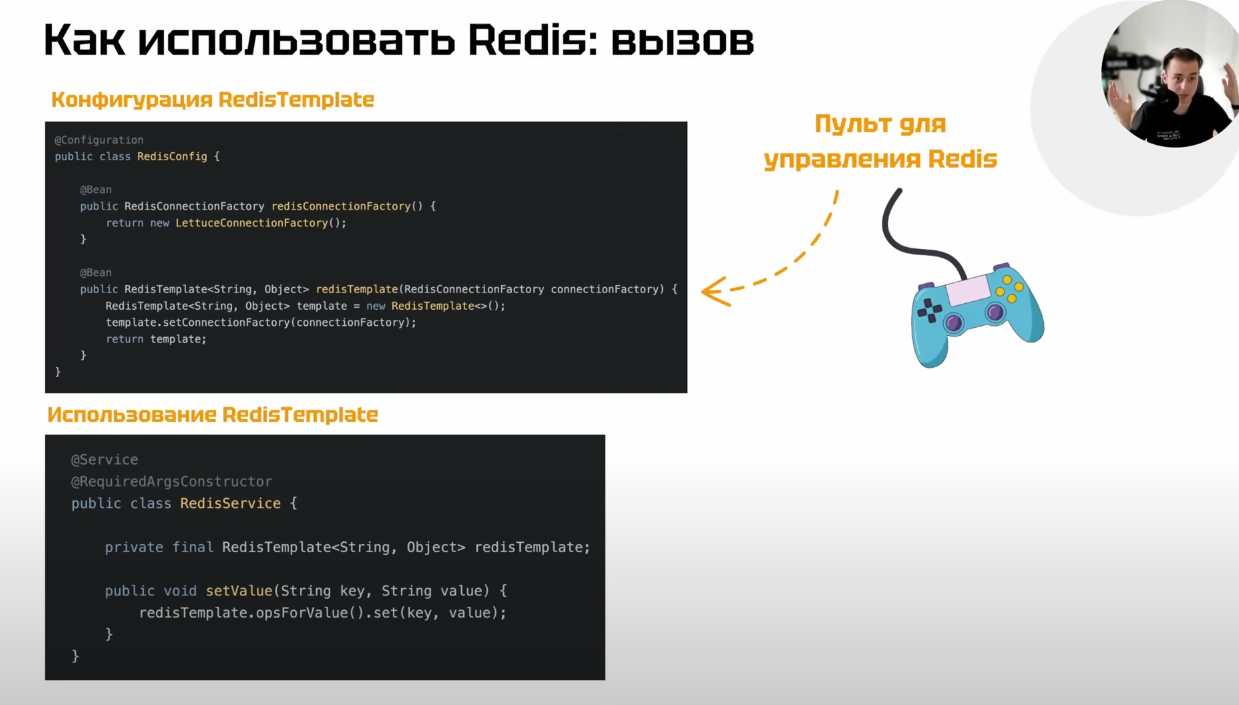 Как использовать Redis: вызов
Конфигурация RedisTemplate
@Configuration
public class RedisConfig {
@Bean
public RedisConnectionFactory redisConnectionFactory() {
return new LettuceConnectionFactory();
}
@Bean
public RedisTemplate<String, Object> redisTemplate(RedisConnectionFactory connectionFactory) {
RedisTemplate<String, Object> template = new RedisTemplate<>();
template.setConnectionFactory(connectionFactory);
return template;
}
}
Пульт для
управления Redis
Использование RedisTemplate
@Service
@RequiredArgsConstructor
public class RedisService {
private final RedisTemplate<String, Object> redisTemplate;
public void setValue(String key, String value) {
redisTemplate.opsForValue().set(key, value);
}
}